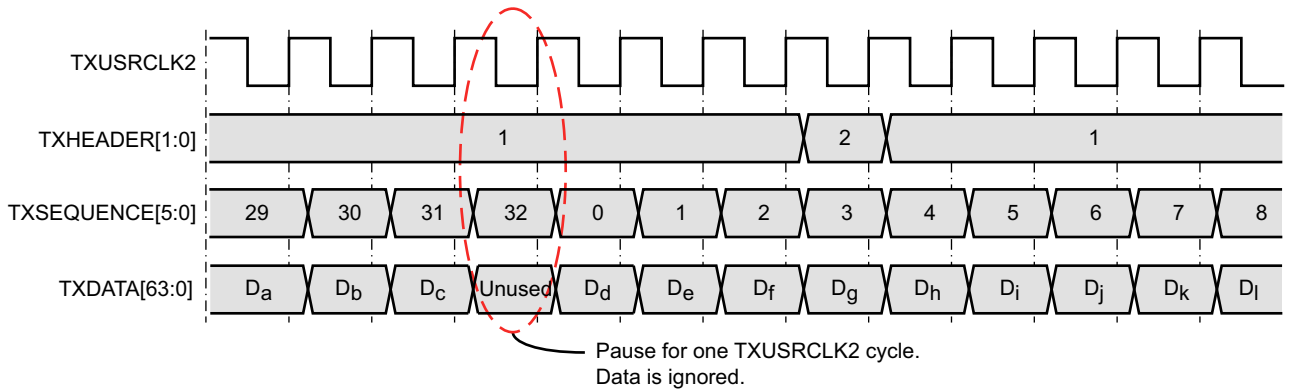 TXUSRCLK2
TXHEADER[1:0] 1 2 1
TXSEQUENCE[5:0] 29 30 31 32 0 1 2 3 4 5 6 7 8
TXDATA[63:0] Da Db Dc Unused Dd De Df Dg Dh Di Dj Dk Dl
Pause for one TXUSRCLK2 cycle.
Data is ignored.